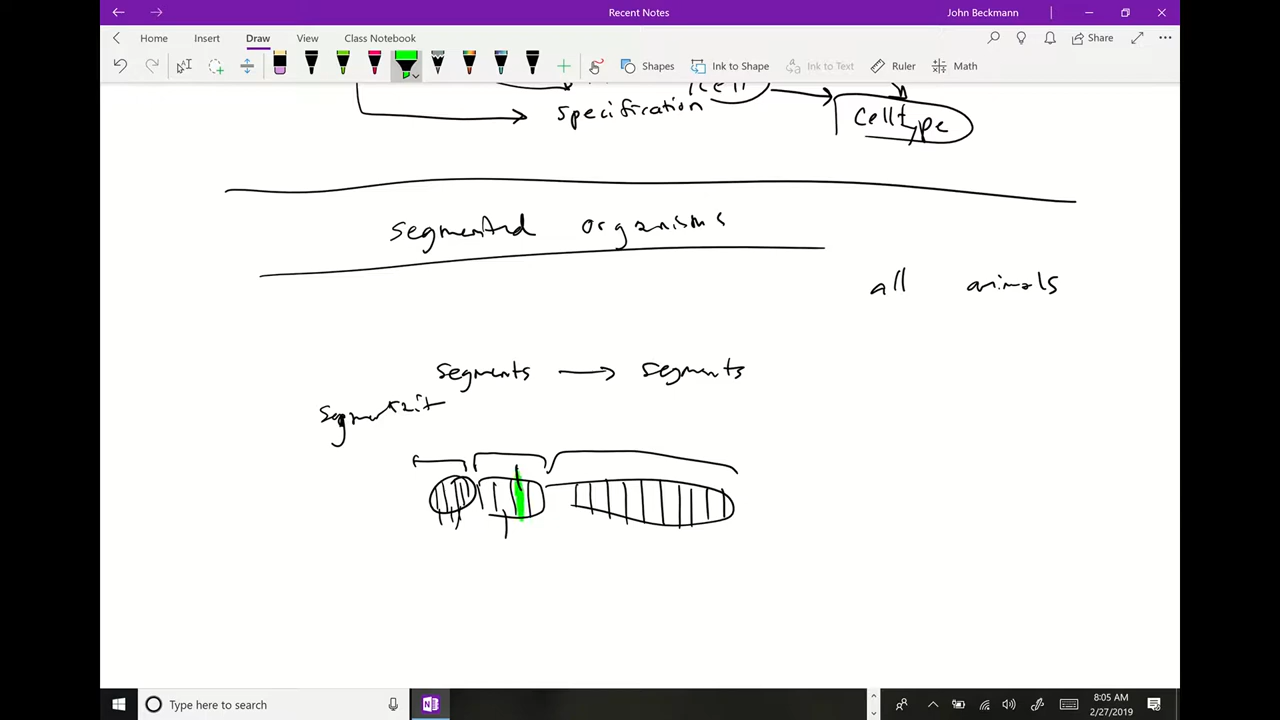 Recent Notes
John Beckmann
Home Insert Draw View Class Notebook
Share
Shapes Ink to Shape Ink to Text Ruler Math
cell
specification
celltype
segmented organisms
all animals
segments → segments
Type here to search
8:05 AM
2/27/2019